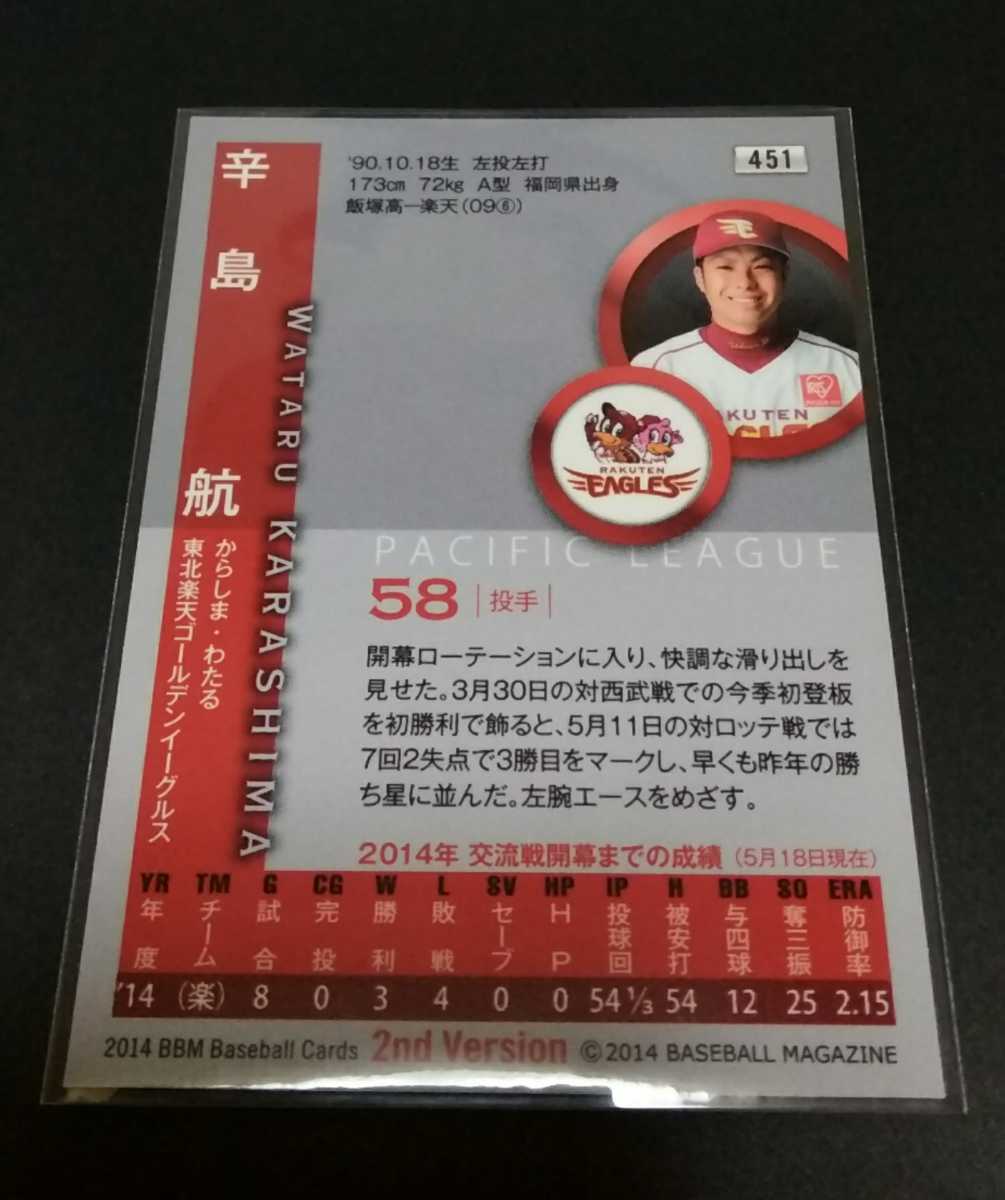 451
'90.10.18生 左投左打
173cm 72kg A型 福岡県出身
飯塚高ー楽天(09⑥)
辛島 航
WATARU KARASHIMA
からしま・わたる
東北楽天ゴールデンイーグルス
RAKUTEN
EAGLES
AKUTEN
PACIFIC LEAGUE
58 |投手|
開幕ローテーションに入り、快調な滑り出しを
見せた。3月30日の対西武戦での今季初登板
を初勝利で飾ると、5月11日の対ロッテ戦では
7回2失点で3勝目をマークし、早くも昨年の勝
ち星に並んだ。左腕エースをめざす。
2014年 交流戦開幕までの成績 (5月18日現在)
YR TM G CG W L SV HP IP H BB SO ERA
年度 チーム 試合 完投 勝利 敗戦 セーブ HP 投球回 被安打 与四球 奪三振 防御率
'14 (楽) 8 0 3 4 0 0 54 1/3 54 12 25 2.15
2014 BBM Baseball Cards 2nd Version ©2014 BASEBALL MAGAZINE